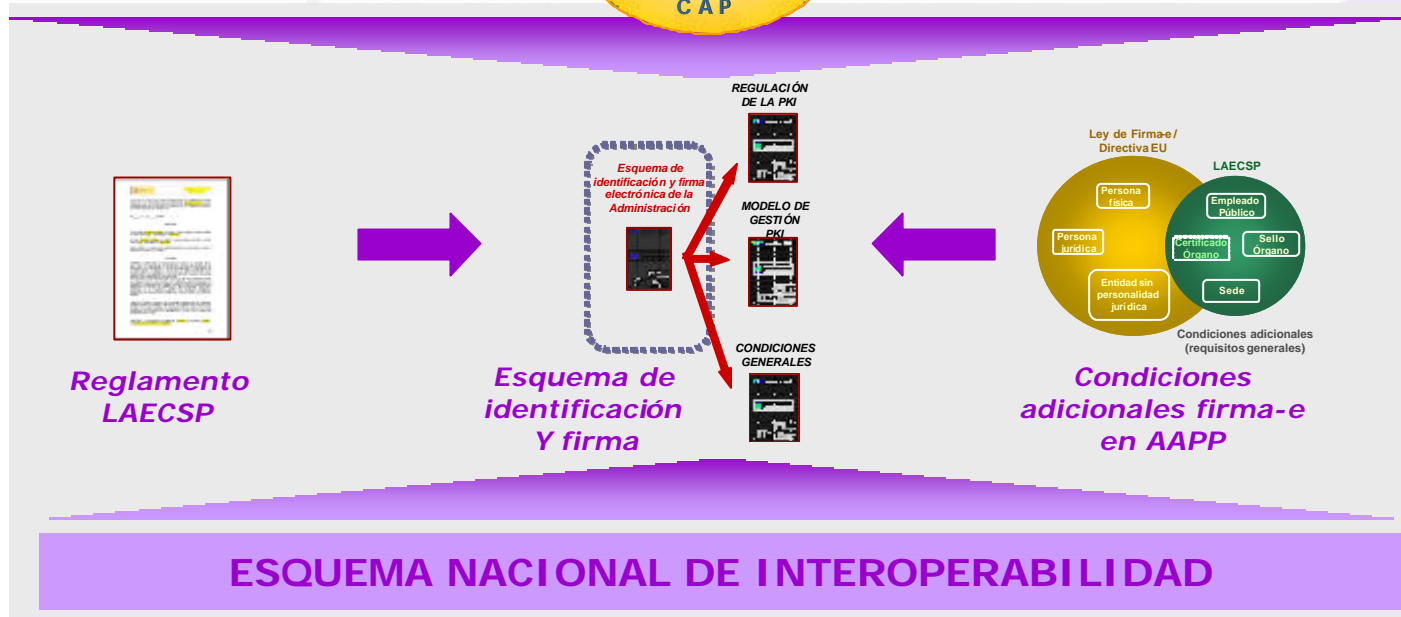 CAP
REGULACIÓN
DE LA PKI
Esquema de
identificación y firma
electrónica de la
Administración
MODELO DE
GESTIÓN
PKI
CONDICIONES
GENERALES
Ley de Firma-e /
Directiva EU
LAECSP
Persona
física
Empleado
Público
Persona
jurídica
Certificado
Órgano
Sello
Órgano
Entidad sin
personalidad
jurídica
Sede
Condiciones adicionales
(requisitos generales)
Reglamento
LAECSP
Esquema de
identificación
Y firma
Condiciones
adicionales firma-e
en AAPP
ESQUEMA NACIONAL DE INTEROPERABILIDAD